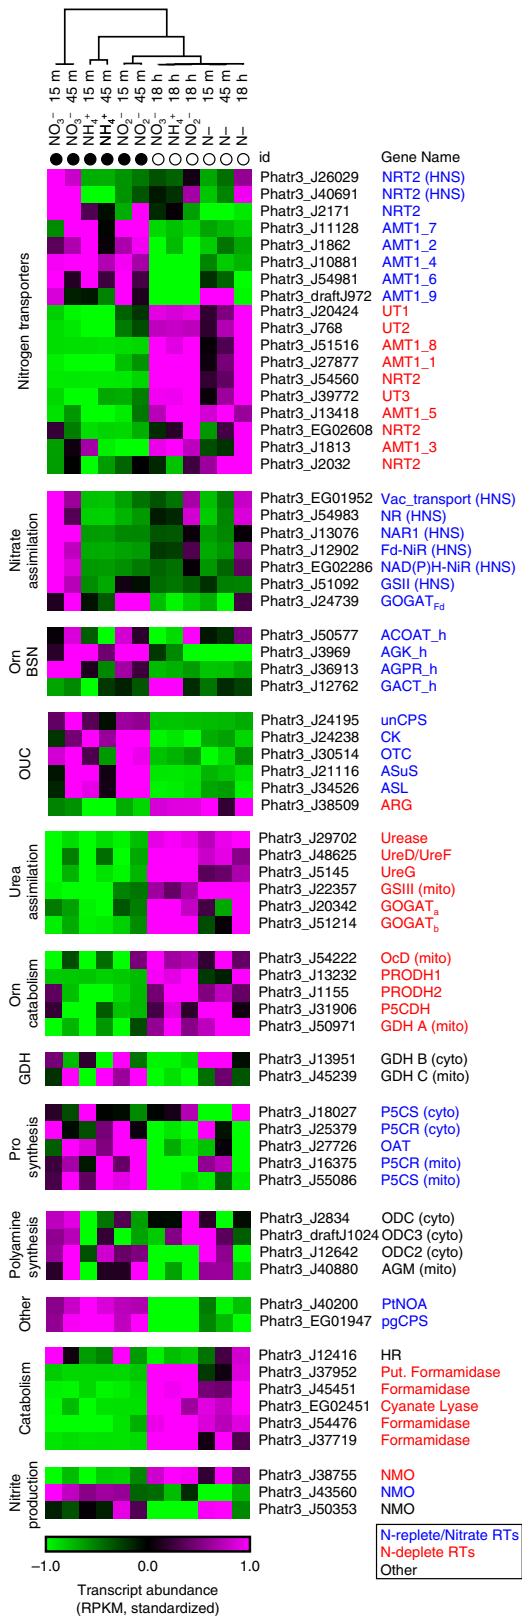 15 m
45 m
15 m
45 m
15 m
45 m
18 h
18 h
18 h
15 m
45 m
18 h
NO₃⁻
NO₃⁻
NH₄⁺
NH₄⁺
NO₂⁻
NO₂⁻
NO₃⁻
NH₄⁺
NO₂⁻
N–
N–
N–
id Gene Name
Nitrogen transporters
Phatr3_J26029 NRT2 (HNS)
Phatr3_J40691 NRT2 (HNS)
Phatr3_J2171 NRT2
Phatr3_J11128 AMT1_7
Phatr3_J1862 AMT1_2
Phatr3_J10881 AMT1_4
Phatr3_J54981 AMT1_6
Phatr3_draftJ972 AMT1_9
Phatr3_J20424 UT1
Phatr3_J768 UT2
Phatr3_J51516 AMT1_8
Phatr3_J27877 AMT1_1
Phatr3_J54560 NRT2
Phatr3_J39772 UT3
Phatr3_J13418 AMT1_5
Phatr3_EG02608 NRT2
Phatr3_J1813 AMT1_3
Phatr3_J2032 NRT2
Nitrate
assimilation
Phatr3_EG01952 Vac_transport (HNS)
Phatr3_J54983 NR (HNS)
Phatr3_J13076 NAR1 (HNS)
Phatr3_J12902 Fd-NiR (HNS)
Phatr3_EG02286 NAD(P)H-NiR (HNS)
Phatr3_J51092 GSII (HNS)
Phatr3_J24739 GOGAT Fd
Orn
BSN
Phatr3_J50577 ACOAT_h
Phatr3_J3969 AGK_h
Phatr3_J36913 AGPR_h
Phatr3_J12762 GACT_h
OUC
Phatr3_J24195 unCPS
Phatr3_J24238 CK
Phatr3_J30514 OTC
Phatr3_J21116 ASuS
Phatr3_J34526 ASL
Phatr3_J38509 ARG
Urea
assimilation
Phatr3_J29702 Urease
Phatr3_J48625 UreD/UreF
Phatr3_J5145 UreG
Phatr3_J22357 GSIII (mito)
Phatr3_J20342 GOGATₐ
Phatr3_J51214 GOGAT b
Orn
catabolism
Phatr3_J54222 OcD (mito)
Phatr3_J13232 PRODH1
Phatr3_J1155 PRODH2
Phatr3_J31906 P5CDH
Phatr3_J50971 GDH A (mito)
GDH
Phatr3_J13951 GDH B (cyto)
Phatr3_J45239 GDH C (mito)
Pro
synthesis
Phatr3_J18027 P5CS (cyto)
Phatr3_J25379 P5CR (cyto)
Phatr3_J27726 OAT
Phatr3_J16375 P5CR (mito)
Phatr3_J55086 P5CS (mito)
Polyamine
synthesis
Phatr3_J2834 ODC (cyto)
Phatr3_draftJ1024 ODC3 (cyto)
Phatr3_J12642 ODC2 (cyto)
Phatr3_J40880 AGM (mito)
Other
Phatr3_J40200 PtNOA
Phatr3_EG01947 pgCPS
Catabolism
Phatr3_J12416 HR
Phatr3_J37952 Put. Formamidase
Phatr3_J45451 Formamidase
Phatr3_EG02451 Cyanate Lyase
Phatr3_J54476 Formamidase
Phatr3_J37719 Formamidase
Nitrite
production
Phatr3_J38755 NMO
Phatr3_J43560 NMO
Phatr3_J50353 NMO
N-replete/Nitrate RTs
N-deplete RTs
Other
–1.0 0.0 1.0
Transcript abundance
(RPKM, standardized)